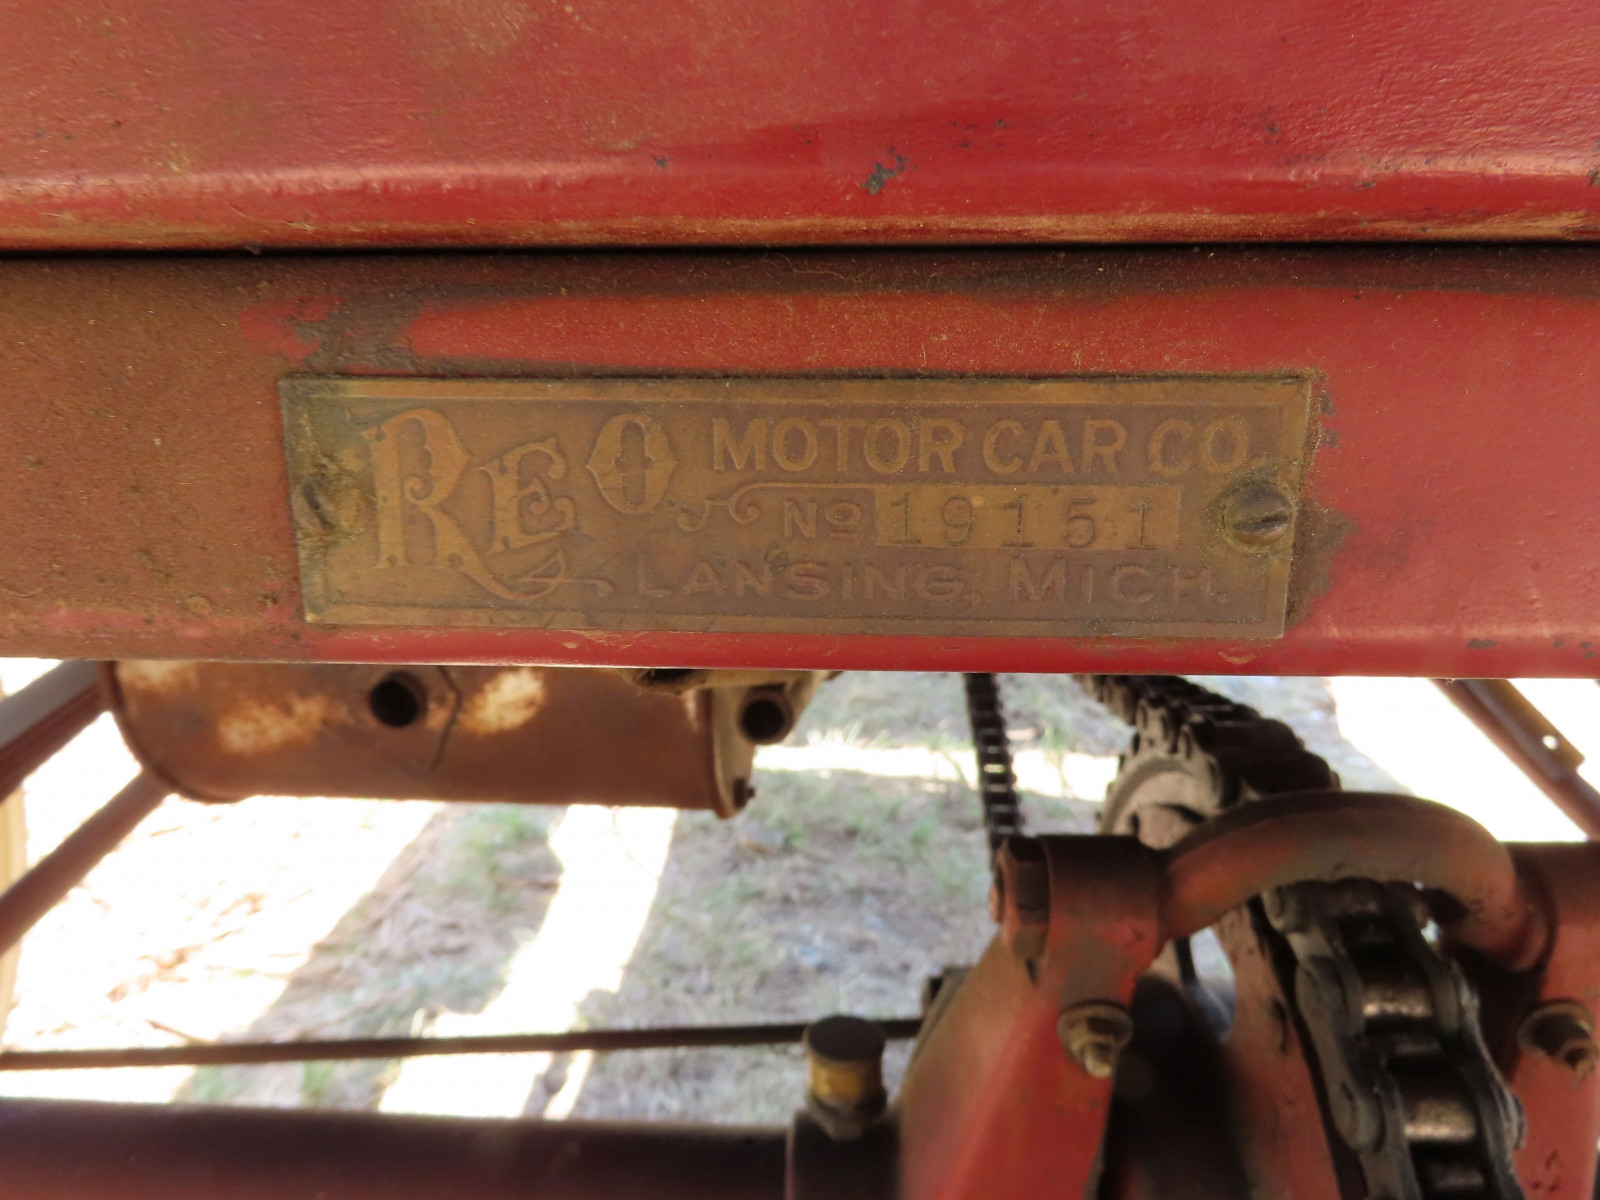 REO MOTOR CAR CO.
No 19151
LANSING, MICH.